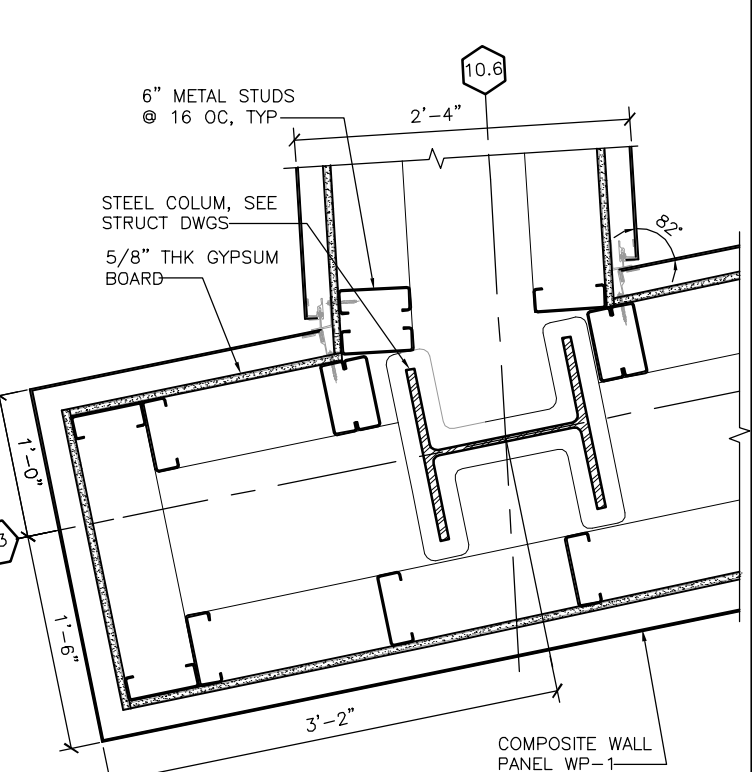 10.6
6” METAL STUDS
@ 16 OC, TYP
2’-4”
STEEL COLUM, SEE
STRUCT DWGS
82°
5/8” THK GYPSUM
BOARD
1’-0”
3
1’-6”
3’-2”
COMPOSITE WALL
PANEL WP-1